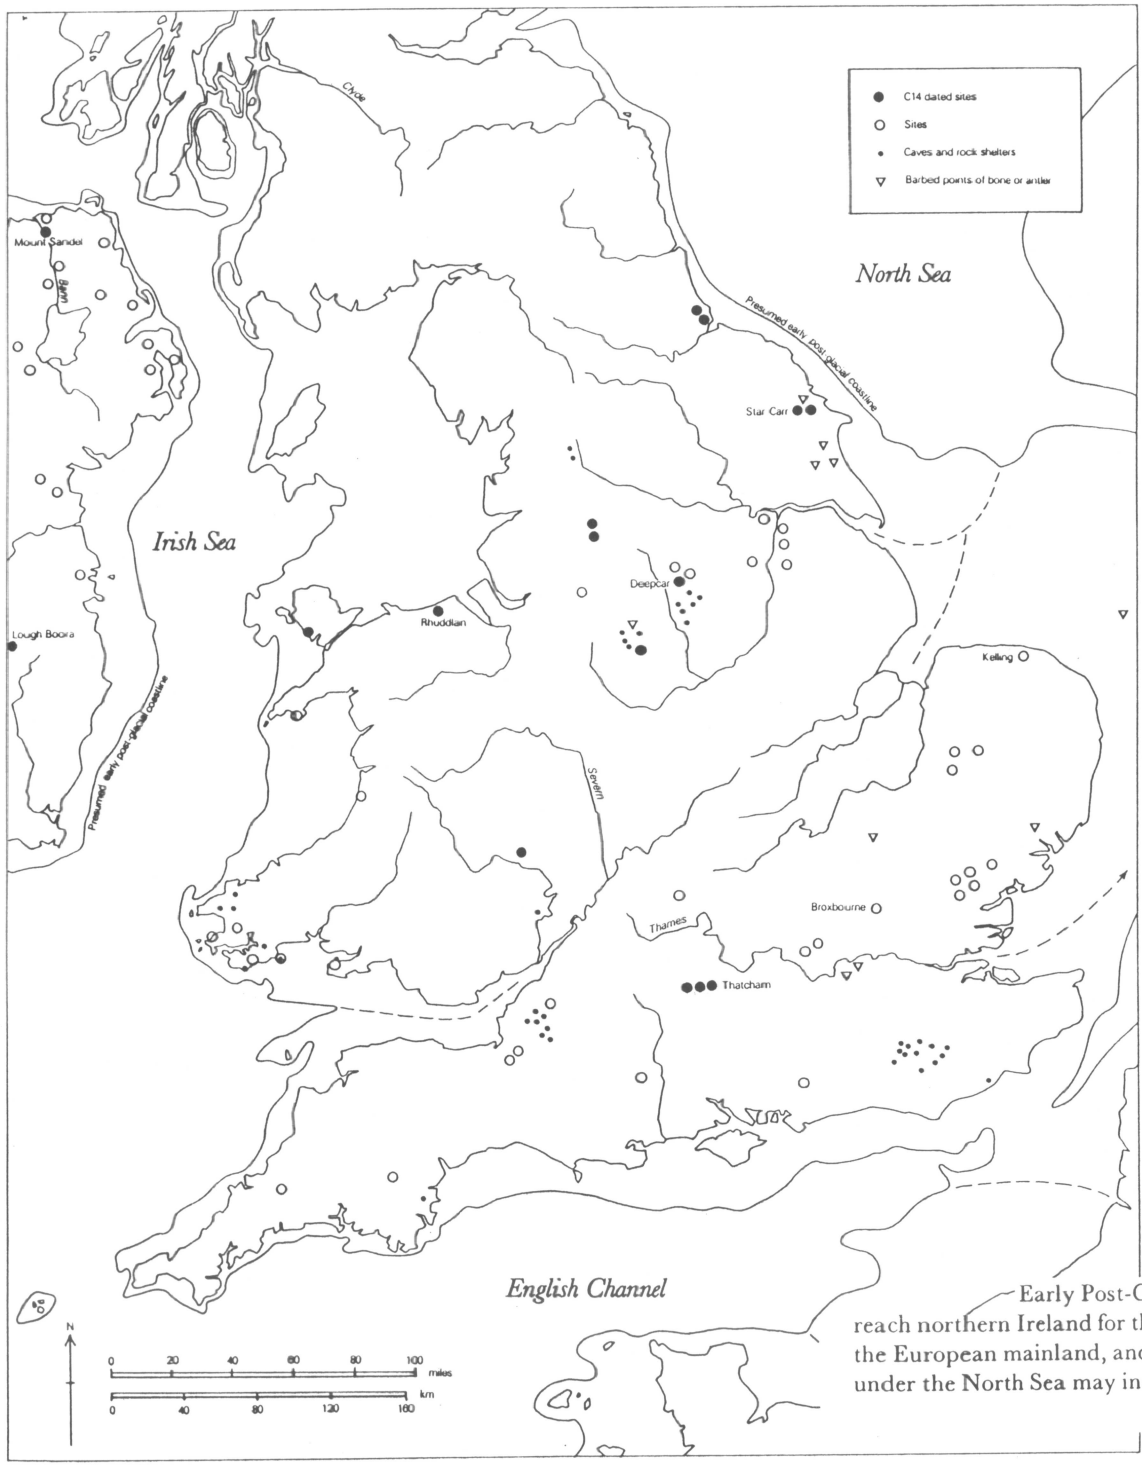 Clyde
C14 dated sites
Sites
Caves and rock shelters
Barbed points of bone or antler
Mount Sandel
Bann
North Sea
Presumed early post-glacial coastline
Star Carr
Irish Sea
Deepcar
Rhuddlan
Lough Boora
Kelling
Presumed early post-glacial coastline
Severn
Broxbourne
Thames
Thatcham
English Channel
Early Post-G
reach northern Ireland for th
the European mainland, and
under the North Sea may in
N
0 20 40 60 80 100
miles
km
0 40 80 120 160